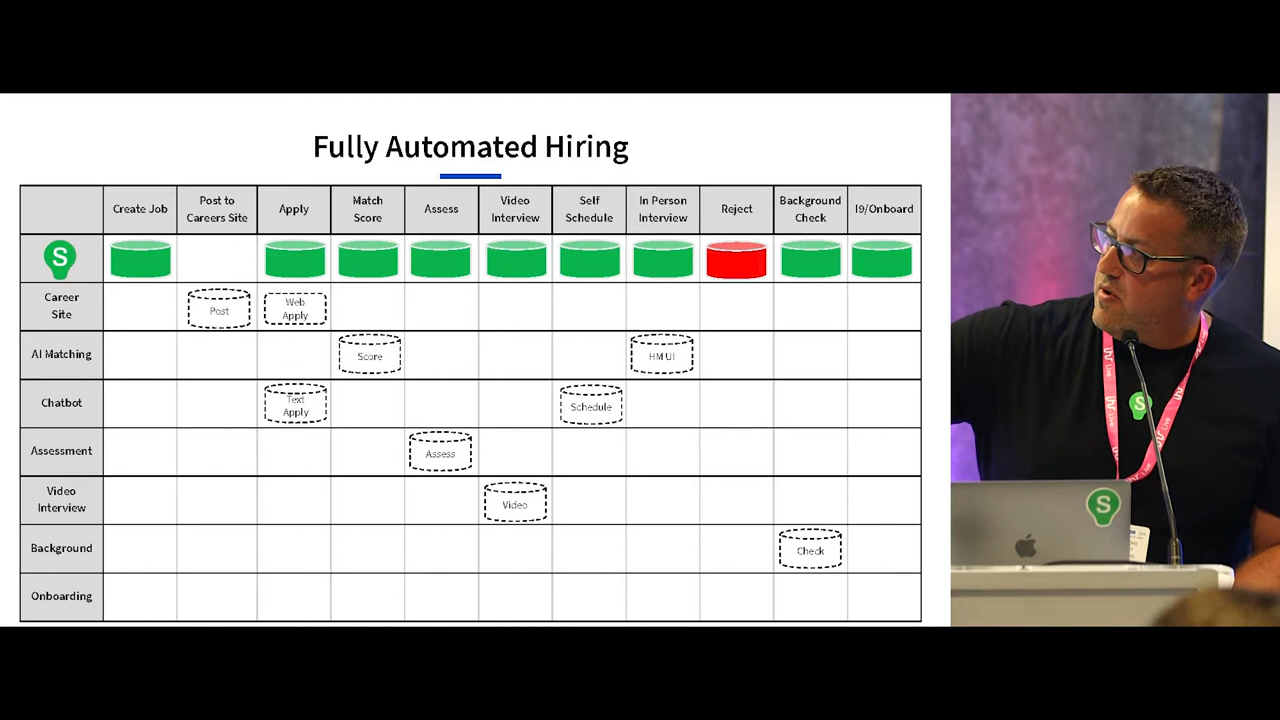 Fully Automated Hiring
Create Job
Post to
Careers Site
Apply
Match
Score
Assess
Video
Interview
Self
Schedule
In Person
Interview
Reject
Background
Check
I9/Onboard
S
Career
Site
Post
Web
Apply
AI Matching
Score
HM UI
Chatbot
Text
Apply
Schedule
Assessment
Assess
Video
Interview
Video
Background
Check
Onboarding
S
Live
S